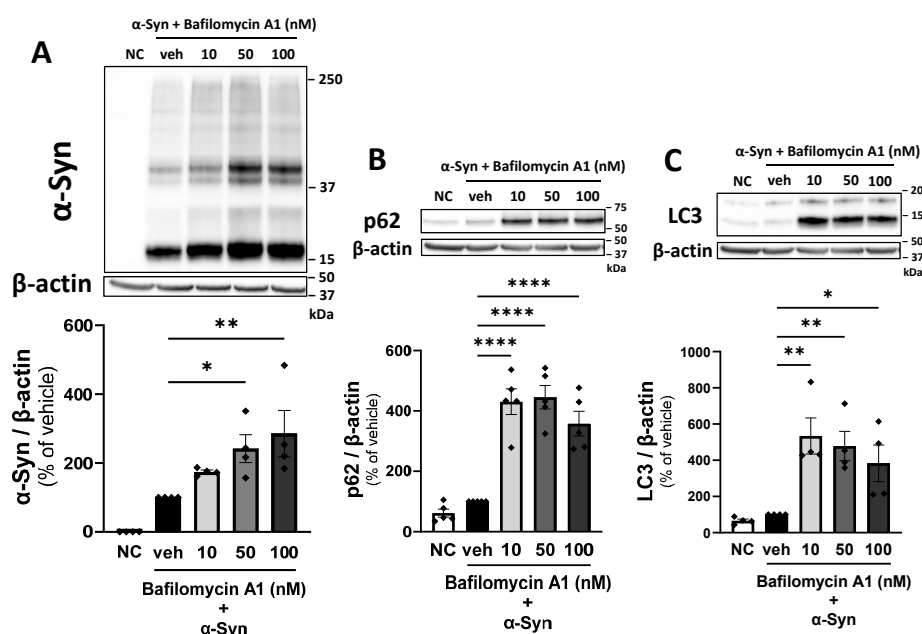 A
α-Syn + Bafilomycin A1 (nM)
NC veh 10 50 100
α-Syn
250
37
15
β-actin
50
37
kDa
α-Syn / β-actin
(% of vehicle)
600
400
200
0
*
**
NC veh 10 50 100
Bafilomycin A1 (nM)
+
α-Syn
B
α-Syn + Bafilomycin A1 (nM)
NC veh 10 50 100
p62
75
50
β-actin
50
37
kDa
p62 / β-actin
(% of vehicle)
600
400
200
0
****
****
****
NC veh 10 50 100
Bafilomycin A1 (nM)
+
α-Syn
C
α-Syn + Bafilomycin A1 (nM)
NC veh 10 50 100
LC3
20
15
β-actin
50
37
kDa
LC3 / β-actin
(% of vehicle)
1000
800
600
400
200
0
*
**
**
NC veh 10 50 100
Bafilomycin A1 (nM)
+
α-Syn